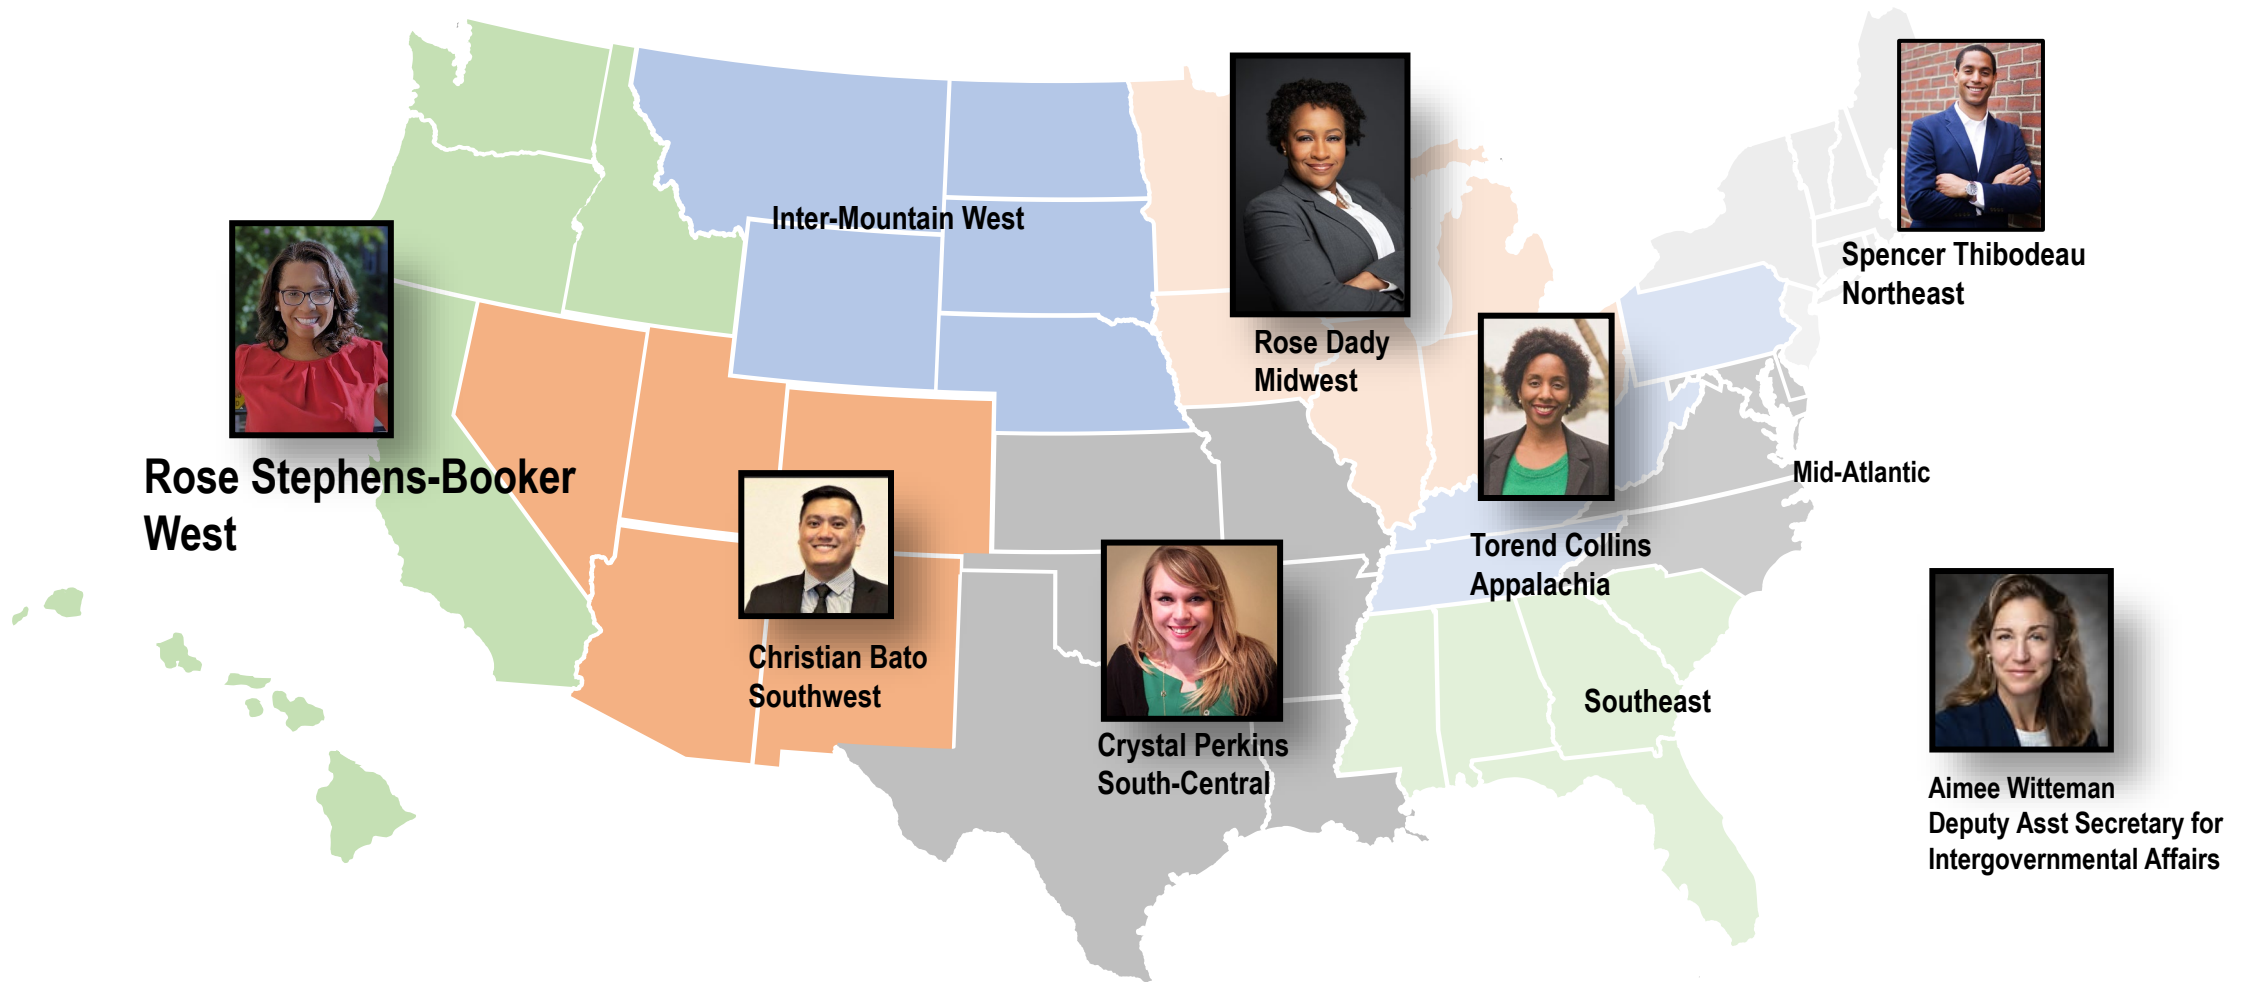 Inter-Mountain West
Spencer Thibodeau
Northeast
Rose Dady
Midwest
Rose Stephens-Booker
West
Mid-Atlantic
Torend Collins
Appalachia
Christian Bato
Southwest
Southeast
Crystal Perkins
South-Central
Aimee Witteman
Deputy Asst Secretary for
Intergovernmental Affairs